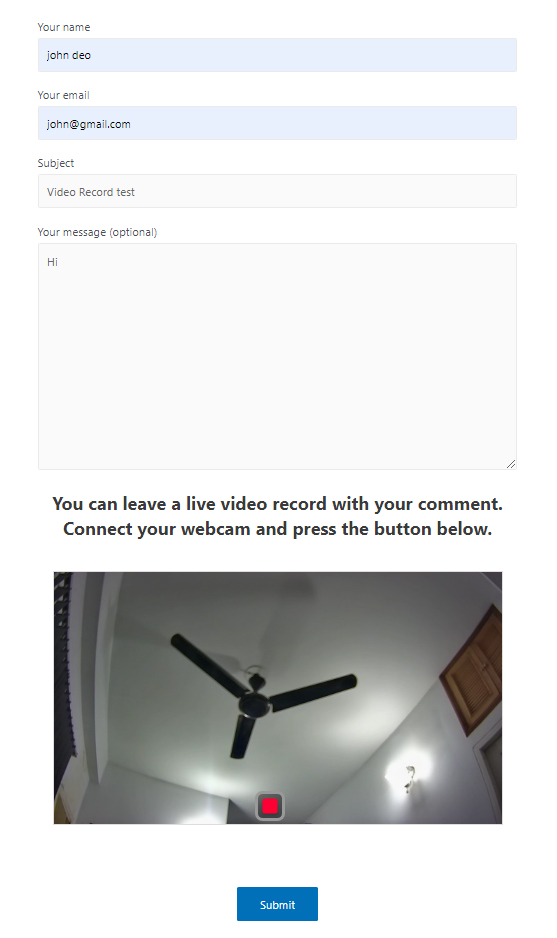 Your name
john deo
Your email
john@gmail.com
Subject
Video Record test
Your message (optional)
Hi
You can leave a live video record with your comment.
Connect your webcam and press the button below.
Submit